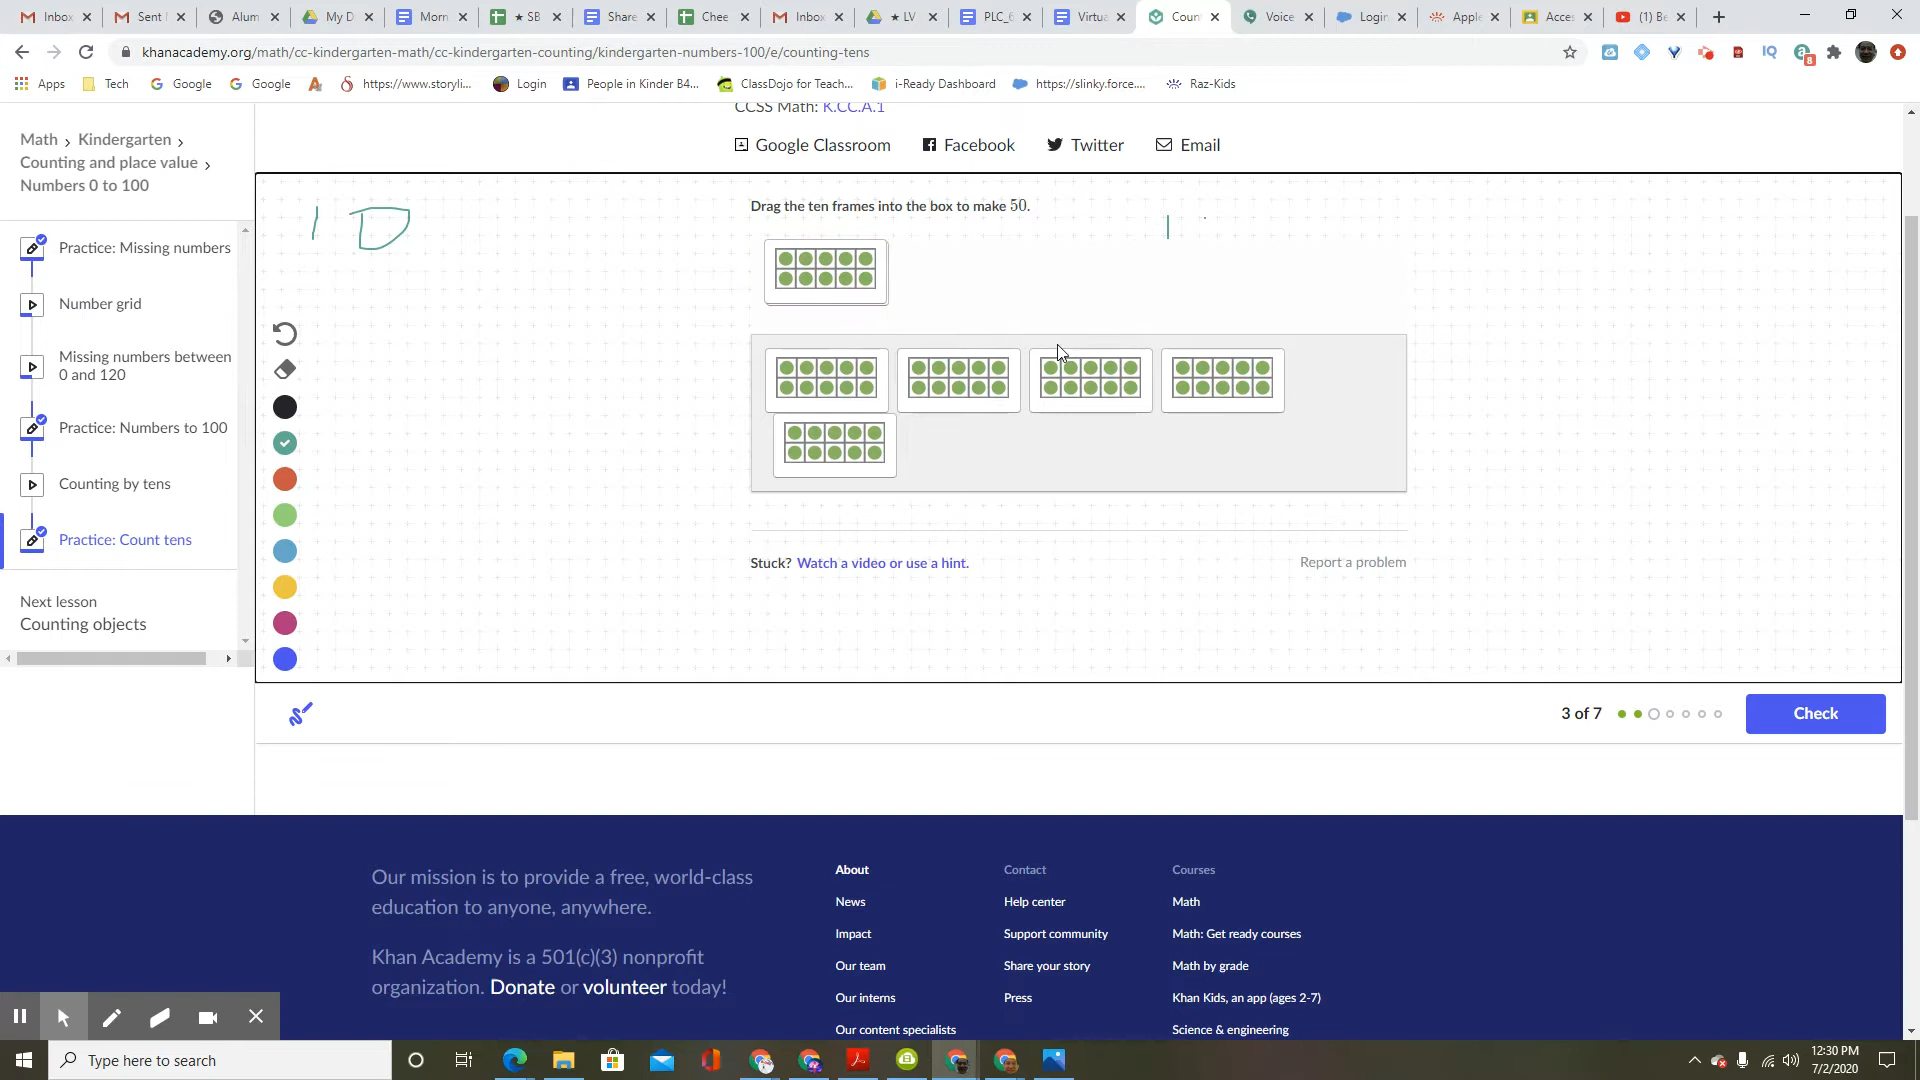 Inbox Sent Alum My D Morn ★ SB Share Chee Inbox ★ LV PLC_6 Virtua Coun Voice Login Apple Acces (1) Be
khanacademy.org/math/cc-kindergarten-math/cc-kindergarten-counting/kindergarten-numbers-100/e/counting-tens
IQ
8
Apps Tech Google Google https://www.storyli... Login People in Kinder B4... ClassDojo for Teach... i-Ready Dashboard https://slinky.force.... Raz-Kids
Math > Kindergarten >
Counting and place value >
Numbers 0 to 100
Practice: Missing numbers
Number grid
Missing numbers between
0 and 120
Practice: Numbers to 100
Counting by tens
Practice: Count tens
Next lesson
Counting objects
CCSS Math: K.CC.A.1
Google Classroom Facebook Twitter Email
1 D
Drag the ten frames into the box to make 50.
Stuck? Watch a video or use a hint.
Report a problem
3 of 7
Check
Our mission is to provide a free, world-class
education to anyone, anywhere.
Khan Academy is a 501(c)(3) nonprofit
organization. Donate or volunteer today!
About
News
Impact
Our team
Our interns
Our content specialists
Contact
Help center
Support community
Share your story
Press
Courses
Math
Math: Get ready courses
Math by grade
Khan Kids, an app (ages 2-7)
Science & engineering
Type here to search
12:30 PM
7/2/2020